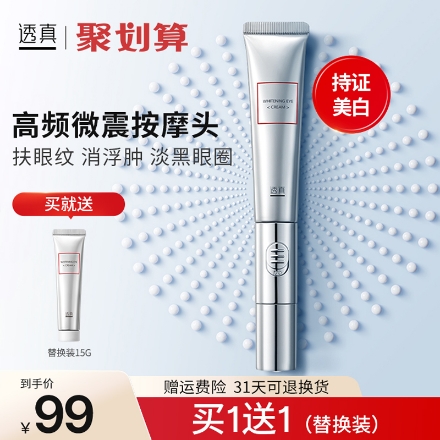 透真 | 聚划算
持证
美白
WHITENING EYE
CREAM
透真
高频微震按摩头
扶眼纹 消浮肿 淡黑眼圈
买就送
透真
替换装15G
到手价
¥99
赠运费险 31天可退换货
买1送1（替换装）